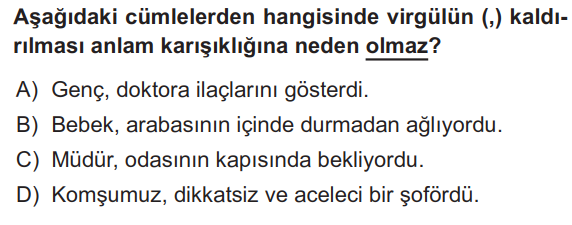 Aşağıdaki cümlelerden hangisinde virgülün (,) kaldı-
rılması anlam karışıklığına neden olmaz?
A) Genç, doktora ilaçlarını gösterdi.
B) Bebek, arabasının içinde durmadan ağlıyordu.
C) Müdür, odasının kapısında bekliyordu.
D) Komşumuz, dikkatsiz ve aceleci bir şofördü.